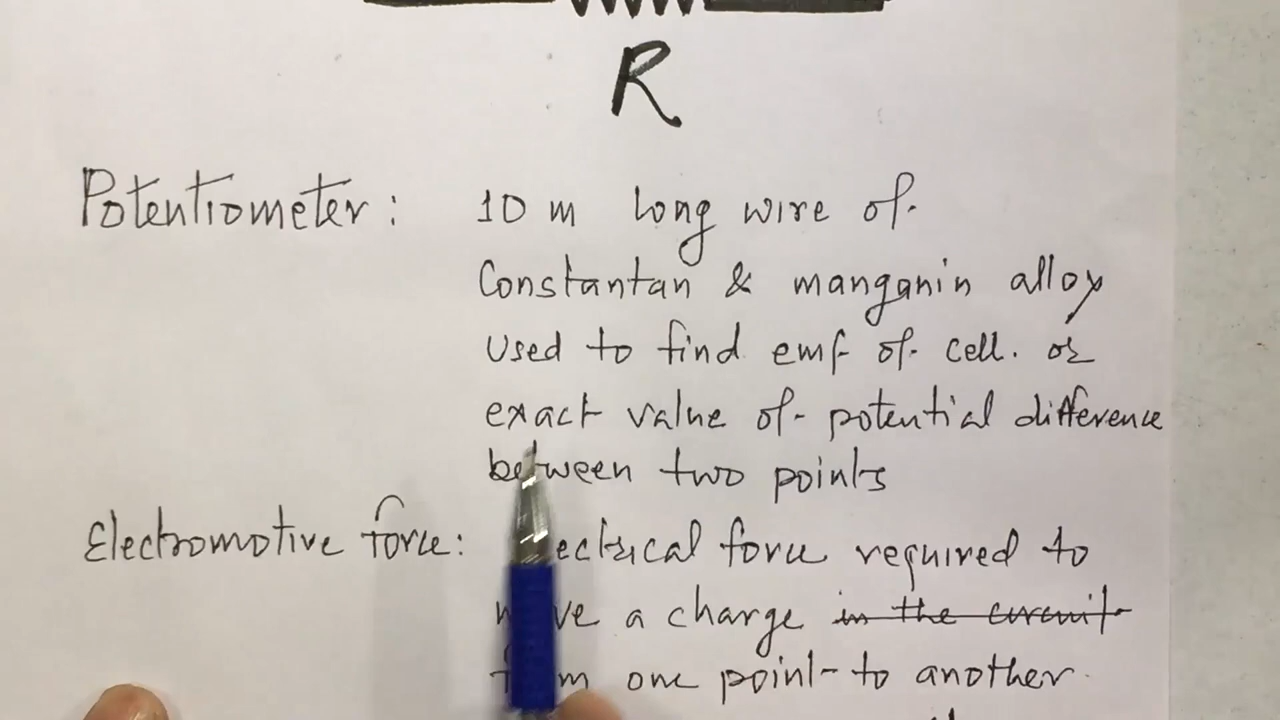 R
Potentiometer: 10 m long wire of
Constantan & manganin alloy
used to find emf of cell. or
exact value of potential difference
between two points
Electromotive force: ectrical force required to
ve a charge in the circuit
m one point to another.